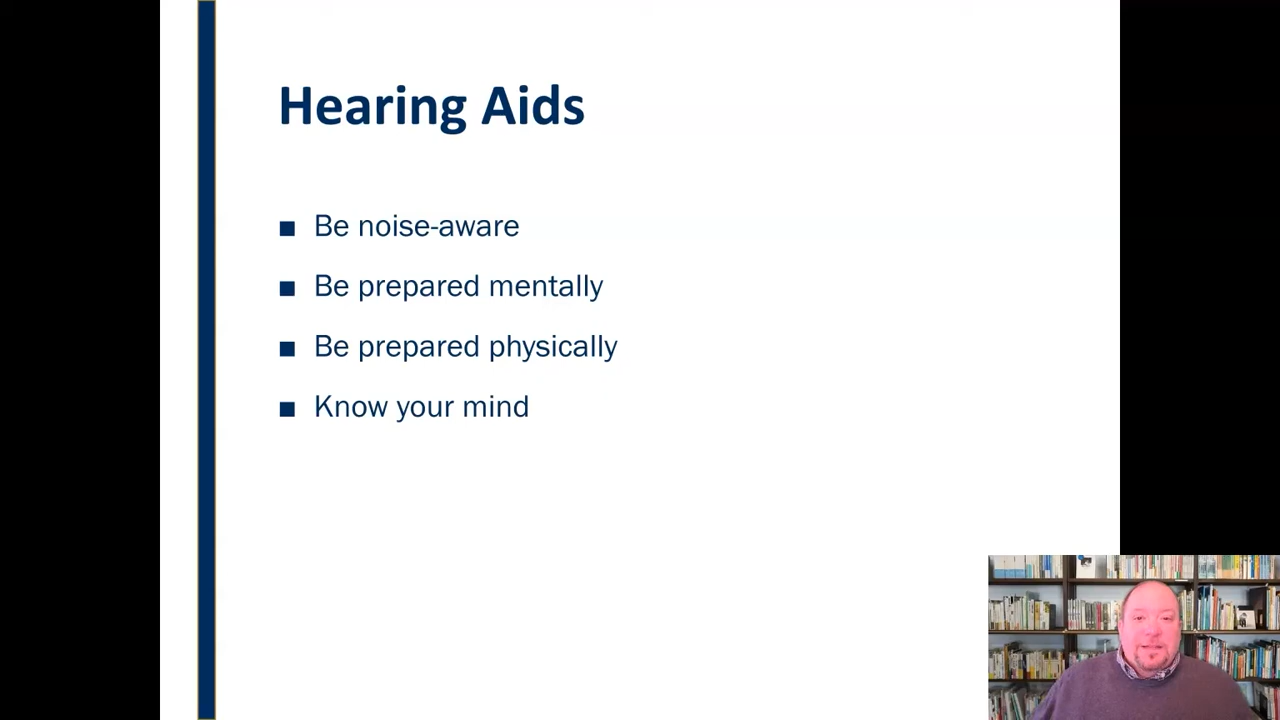 Hearing Aids
■ Be noise-aware
■ Be prepared mentally
■ Be prepared physically
■ Know your mind